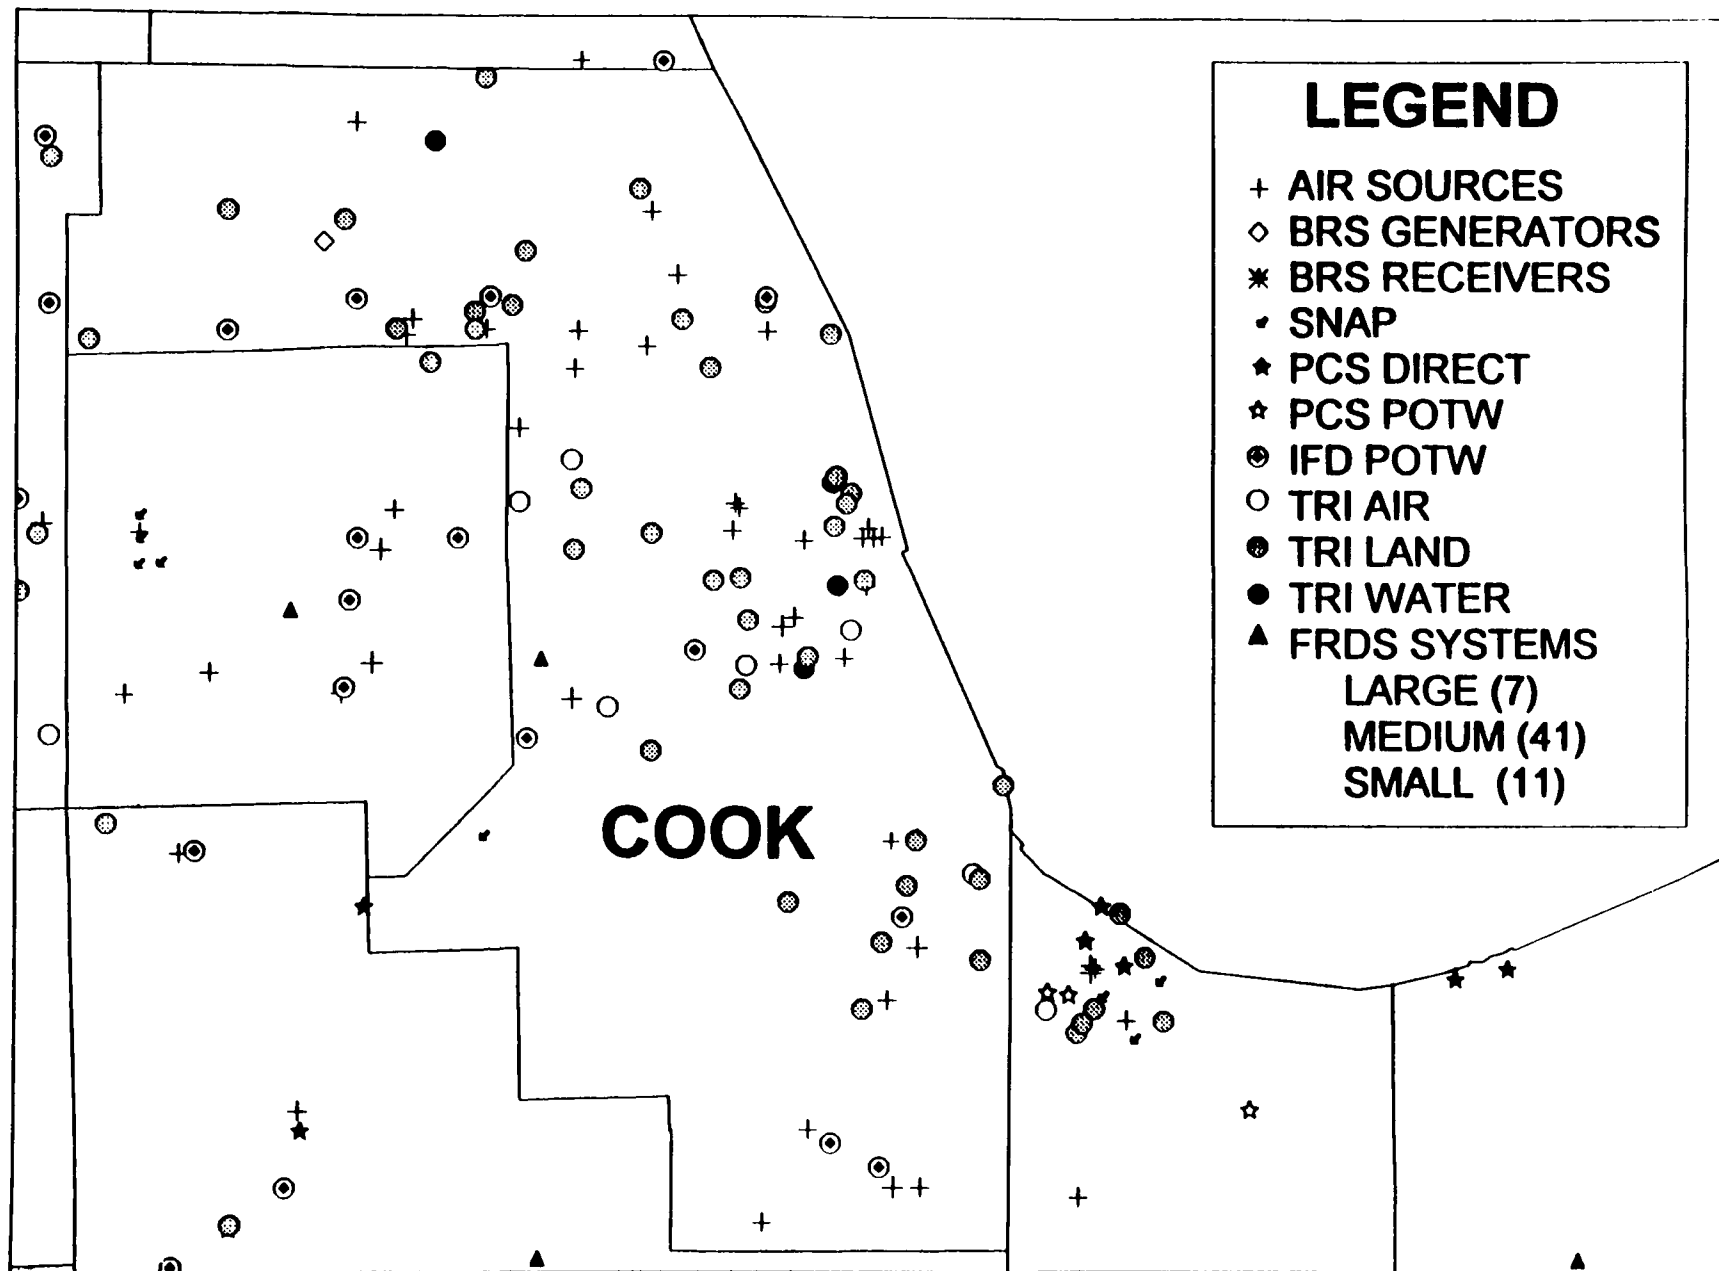 LEGEND
AIR SOURCES
BRS GENERATORS
BRS RECEIVERS
SNAP
PCS DIRECT
PCS POTW
IFD POTW
TRI AIR
TRI LAND
TRI WATER
FRDS SYSTEMS
LARGE (7)
MEDIUM (41)
SMALL (11)
COOK